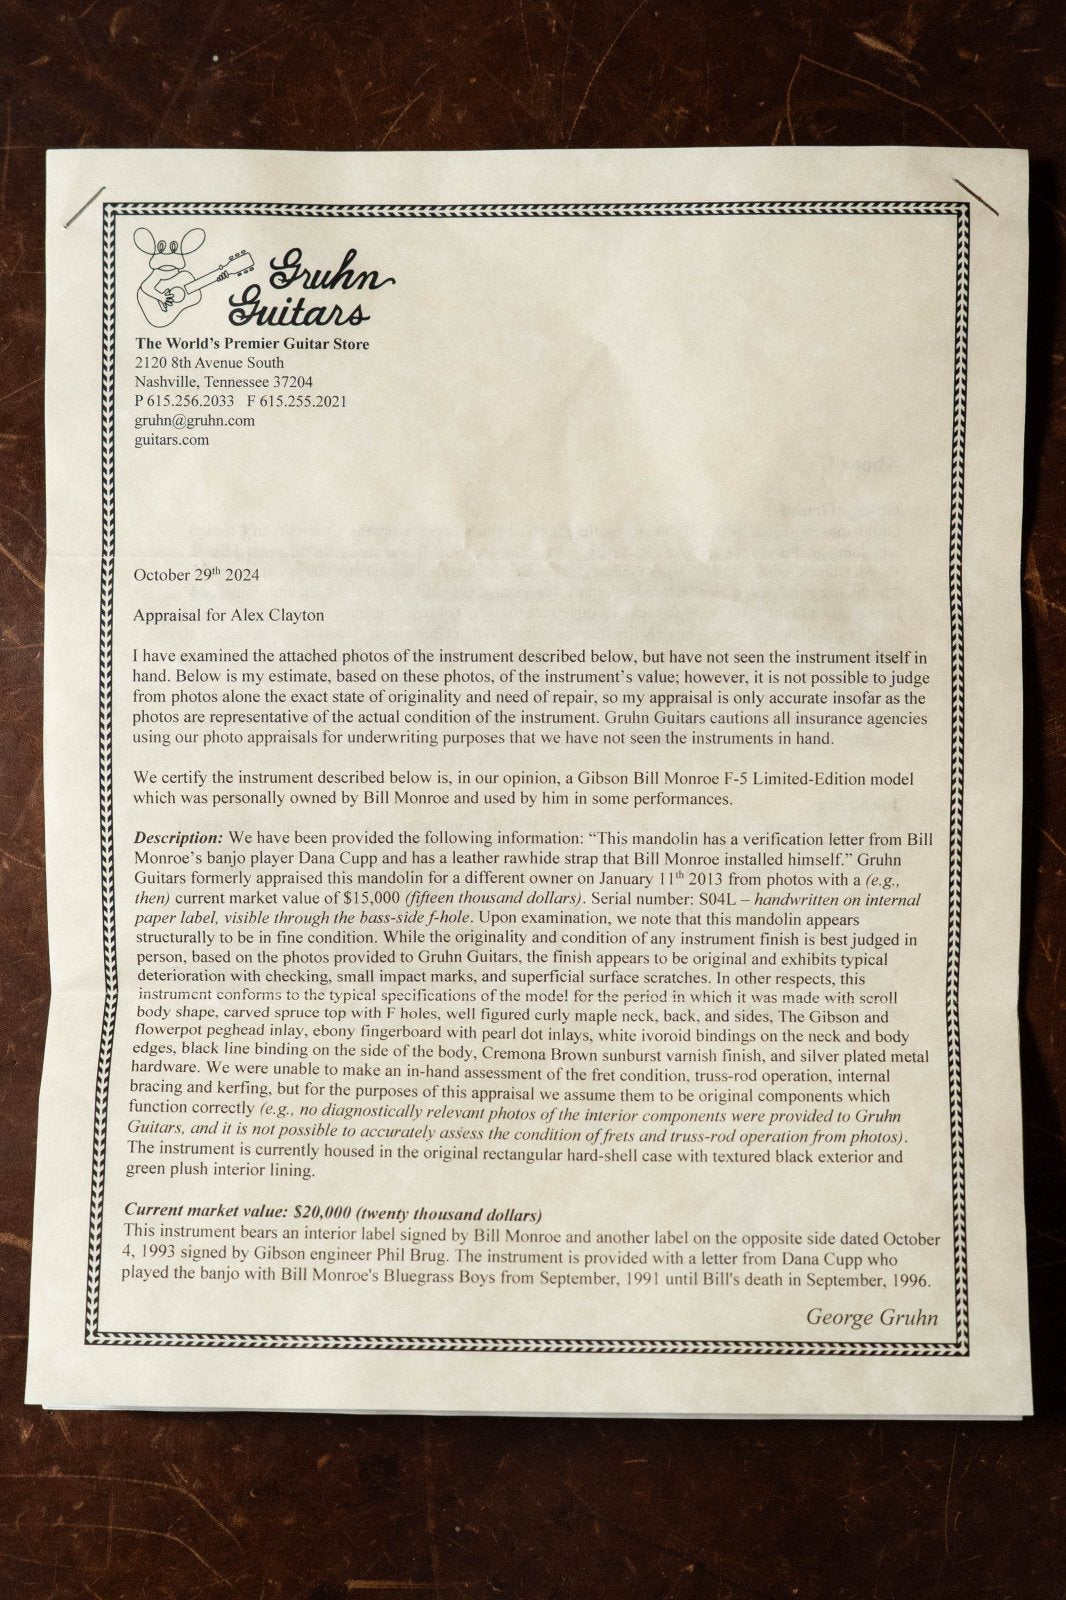 Gruhn
Guitars
The World's Premier Guitar Store
2120 8th Avenue South
Nashville, Tennessee 37204
P 615.256.2033 F 615.255.2021
gruhn@gruhn.com
guitars.com
October 29th 2024
Appraisal for Alex Clayton
I have examined the attached photos of the instrument described below, but have not seen the instrument itself in
hand. Below is my estimate, based on these photos, of the instrument's value; however, it is not possible to judge
from photos alone the exact state of originality and need of repair, so my appraisal is only accurate insofar as the
photos are representative of the actual condition of the instrument. Gruhn Guitars cautions all insurance agencies
using our photo appraisals for underwriting purposes that we have not seen the instruments in hand.
We certify the instrument described below is, in our opinion, a Gibson Bill Monroe F-5 Limited-Edition model
which was personally owned by Bill Monroe and used by him in some performances.
Description: We have been provided the following information: “This mandolin has a verification letter from Bill
Monroe's banjo player Dana Cupp and has a leather rawhide strap that Bill Monroe installed himself.” Gruhn
Guitars formerly appraised this mandolin for a different owner on January 11th 2013 from photos with a (e.g.,
then) current market value of $15,000 (fifteen thousand dollars). Serial number: S04L – handwritten on internal
paper label, visible through the bass-side f-hole. Upon examination, we note that this mandolin appears
structurally to be in fine condition. While the originality and condition of any instrument finish is best judged in
person, based on the photos provided to Gruhn Guitars, the finish appears to be original and exhibits typical
deterioration with checking, small impact marks, and superficial surface scratches. In other respects, this
instrument conforms to the typical specifications of the model for the period in which it was made with scroll
body shape, carved spruce top with F holes, well figured curly maple neck, back, and sides, The Gibson and
flowerpot peghead inlay, ebony fingerboard with pearl dot inlays, white ivoroid bindings on the neck and body
edges, black line binding on the side of the body, Cremona Brown sunburst varnish finish, and silver plated metal
hardware. We were unable to make an in-hand assessment of the fret condition, truss-rod operation, internal
bracing and kerfing, but for the purposes of this appraisal we assume them to be original components which
function correctly (e.g., no diagnostically relevant photos of the interior components were provided to Gruhn
Guitars, and it is not possible to accurately assess the condition of frets and truss-rod operation from photos).
The instrument is currently housed in the original rectangular hard-shell case with textured black exterior and
green plush interior lining.
Current market value: $20,000 (twenty thousand dollars)
This instrument bears an interior label signed by Bill Monroe and another label on the opposite side dated October
4, 1993 signed by Gibson engineer Phil Brug. The instrument is provided with a letter from Dana Cupp who
played the banjo with Bill Monroe's Bluegrass Boys from September, 1991 until Bill's death in September, 1996.
George Gruhn